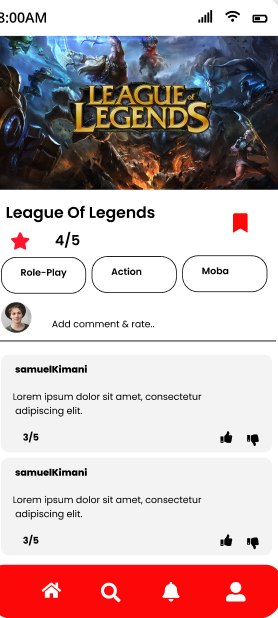 8:00AM
LEAGUE OF
LEGENDS
League Of Legends
4/5
Role-Play Action Moba
Add comment & rate..
samuelKimani
Lorem ipsum dolor sit amet, consectetur
adipiscing elit.
3/5
samuelKimani
Lorem ipsum dolor sit amet, consectetur
adipiscing elit.
3/5